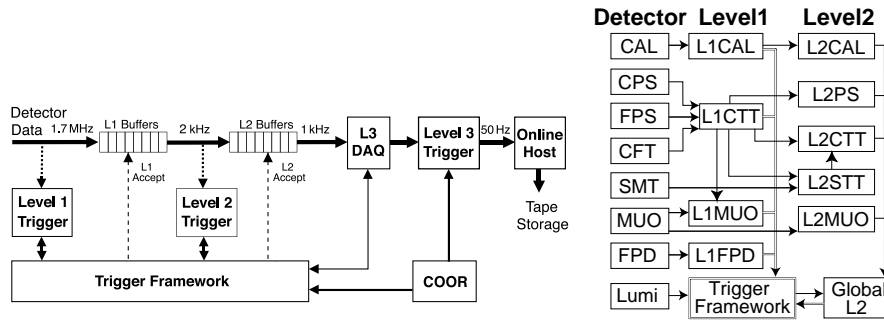 Detector
Data
1.7 MHz
L1 Buffers
2 kHz
L2 Buffers
1 kHz
L3
DAQ
Level 3
Trigger
50 Hz
Online
Host
L1
Accept
L2
Accept
Level 1
Trigger
Level 2
Trigger
Tape
Storage
Trigger Framework
COOR
Detector Level1 Level2
CAL L1CAL L2CAL
CPS
L2PS
FPS L1CTT
L2CTT
CFT
SMT L2STT
MUO L1MUO L2MUO
FPD L1FPD
Lumi
Trigger
Framework
Global
L2